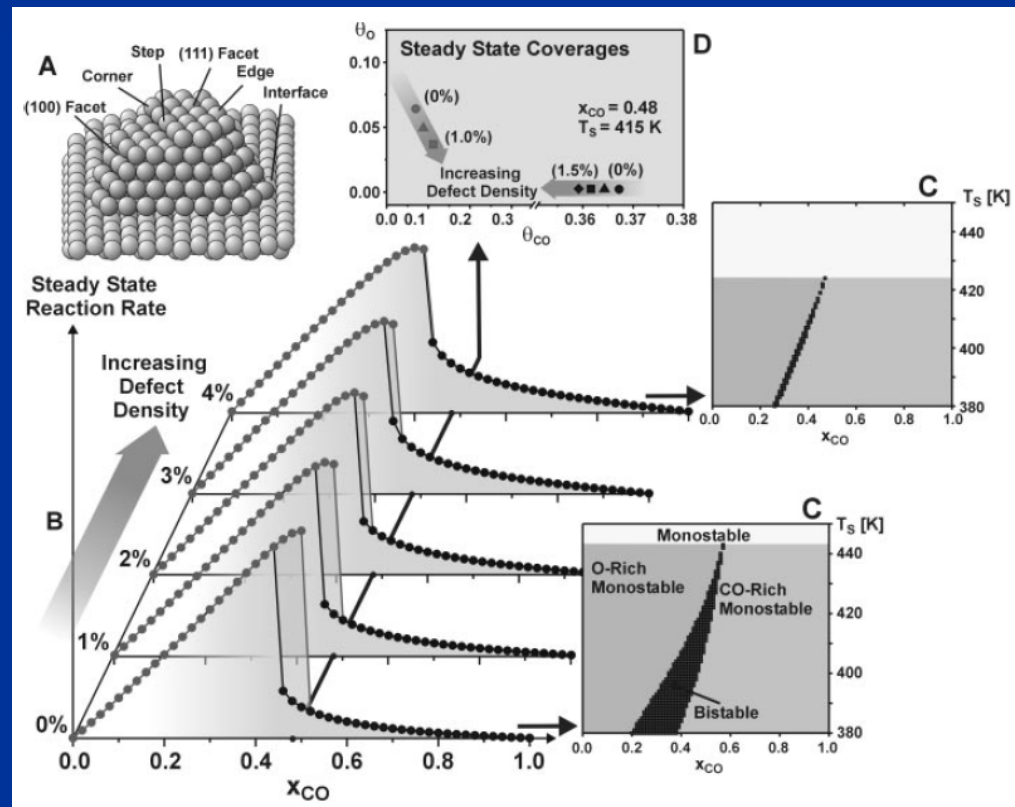 A
Step
(111) Facet
Corner
Edge
(100) Facet
Interface
θO
Steady State Coverages
D
0.10
(0%)
xCO = 0.48
TS = 415 K
0.05
(1.0%)
Increasing
Defect Density
(1.5%)
(0%)
0.00
0.0 0.1 0.2 0.3 0.36 0.37 0.38
θCO
C
TS [K]
440
420
400
380
0.0 0.2 0.4 0.6 0.8 1.0
xCO
Steady State
Reaction Rate
Increasing
Defect
Density
4%
3%
B
2%
1%
0%
0.0 0.2 0.4 0.6 0.8 1.0
xCO
C
TS [K]
Monostable
440
O-Rich
Monostable
CO-Rich
Monostable
420
400
Bistable
380
0.0 0.2 0.4 0.6 0.8 1.0
xCO